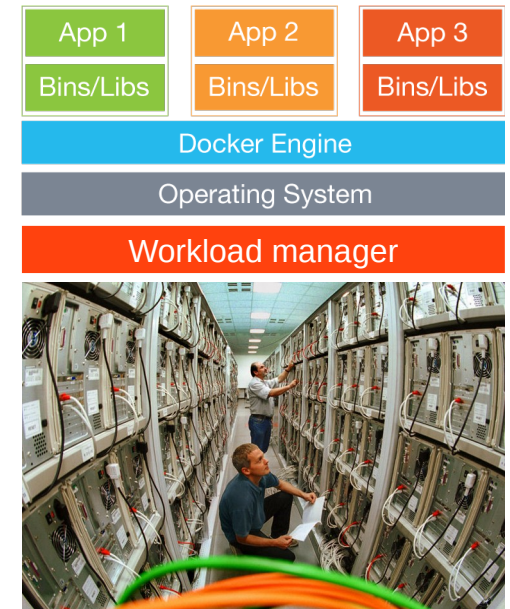 App 1
App 2
App 3
Bins/Libs
Bins/Libs
Bins/Libs
Docker Engine
Operating System
Workload manager